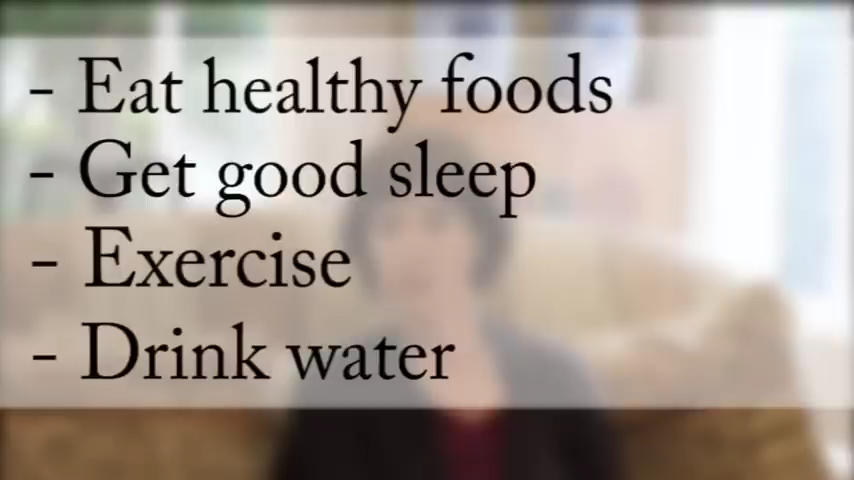 - Eat healthy foods
- Get good sleep
- Exercise
- Drink water